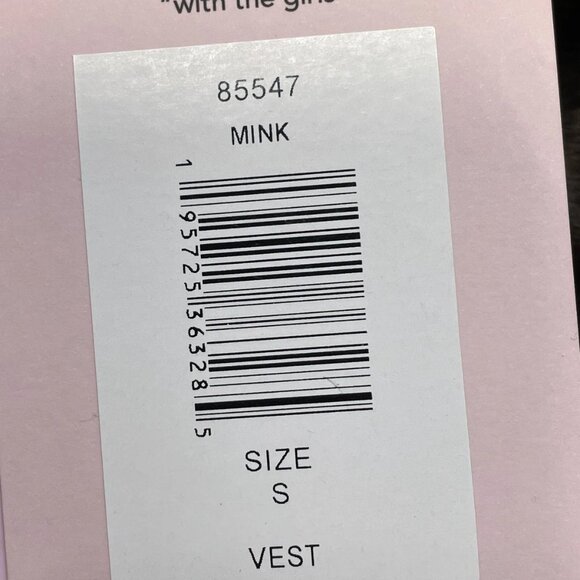 "with the girls"
85547
MINK
1 95725 36328 5
SIZE
S
VEST